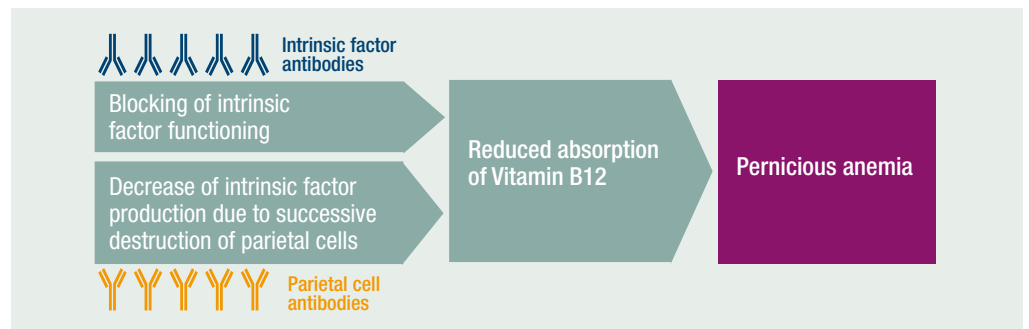 Intrinsic factor
antibodies
Blocking of intrinsic
factor functioning
Decrease of intrinsic factor
production due to successive
destruction of parietal cells
Parietal cell
antibodies
Reduced absorption
of Vitamin B12
Pernicious anemia